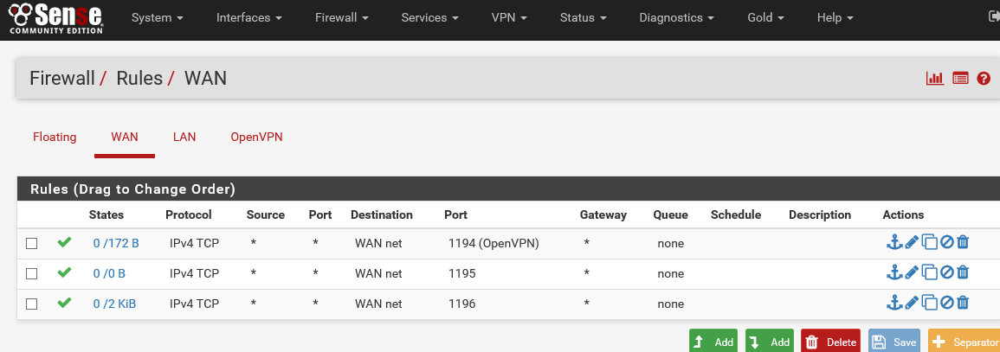 Sense
COMMUNITY EDITION
System Interfaces Firewall Services VPN Status Diagnostics Gold Help
Firewall / Rules / WAN
Floating WAN LAN OpenVPN
Rules (Drag to Change Order)
States Protocol Source Port Destination Port Gateway Queue Schedule Description Actions
0 /172 B IPv4 TCP * * WAN net 1194 (OpenVPN) * none
0 /0 B IPv4 TCP * * WAN net 1195 * none
0 /2 KiB IPv4 TCP * * WAN net 1196 * none
Add Add Delete Save Separator